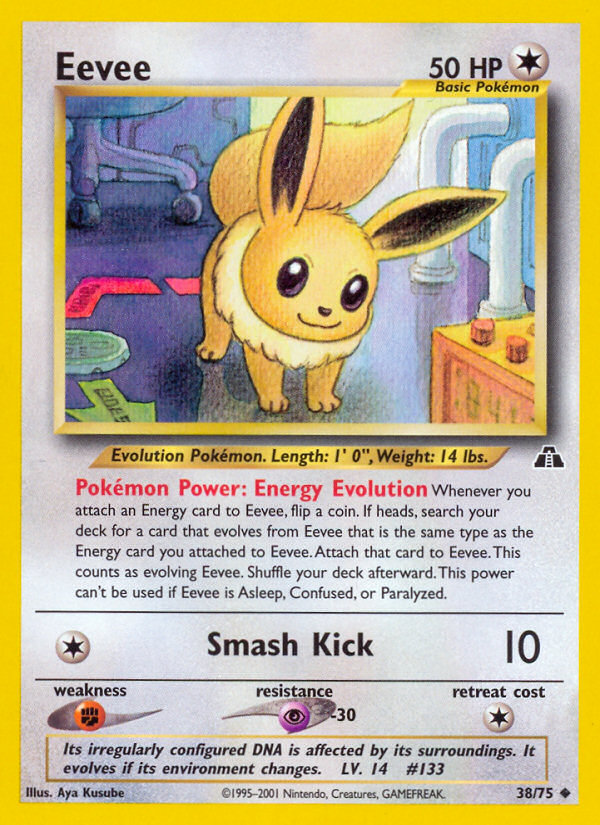 Eevee
50 HP
Basic Pokémon
Evolution Pokémon. Length: 1' 0", Weight: 14 lbs.
Pokémon Power: Energy Evolution Whenever you
attach an Energy card to Eevee, flip a coin. If heads, search your
deck for a card that evolves from Eevee that is the same type as the
Energy card you attached to Eevee. Attach that card to Eevee. This
counts as evolving Eevee. Shuffle your deck afterward. This power
can't be used if Eevee is Asleep, Confused, or Paralyzed.
Smash Kick 10
weakness resistance retreat cost
-30
Its irregularly configured DNA is affected by its surroundings. It
evolves if its environment changes. LV. 14 #133
Illus. Aya Kusube ©1995-2001 Nintendo, Creatures, GAMEFREAK. 38/75